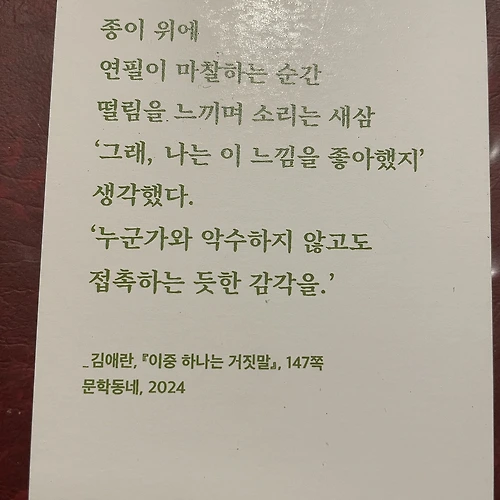 종이 위에
연필이 마찰하는 순간
떨림을 느끼며 소리는 새삼
‘그래, 나는 이 느낌을 좋아했지’
생각했다.
‘누군가와 악수하지 않고도
접촉하는 듯한 감각을.’
_김애란, 『이중 하나는 거짓말』, 147쪽
문학동네, 2024